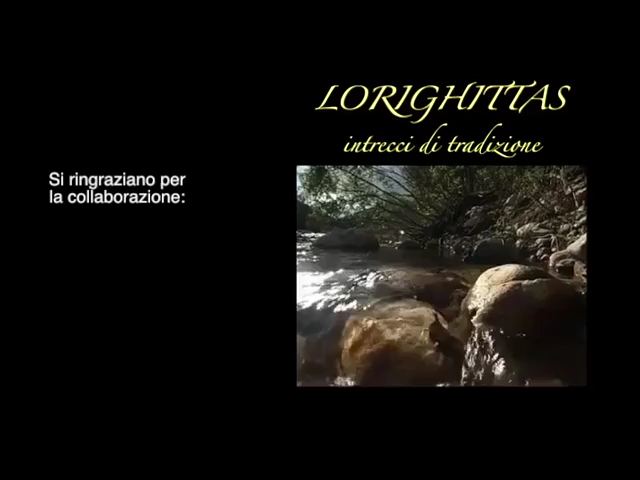 LORIGHITTAS
intrecci di tradizione
Si ringraziano per
la collaborazione: